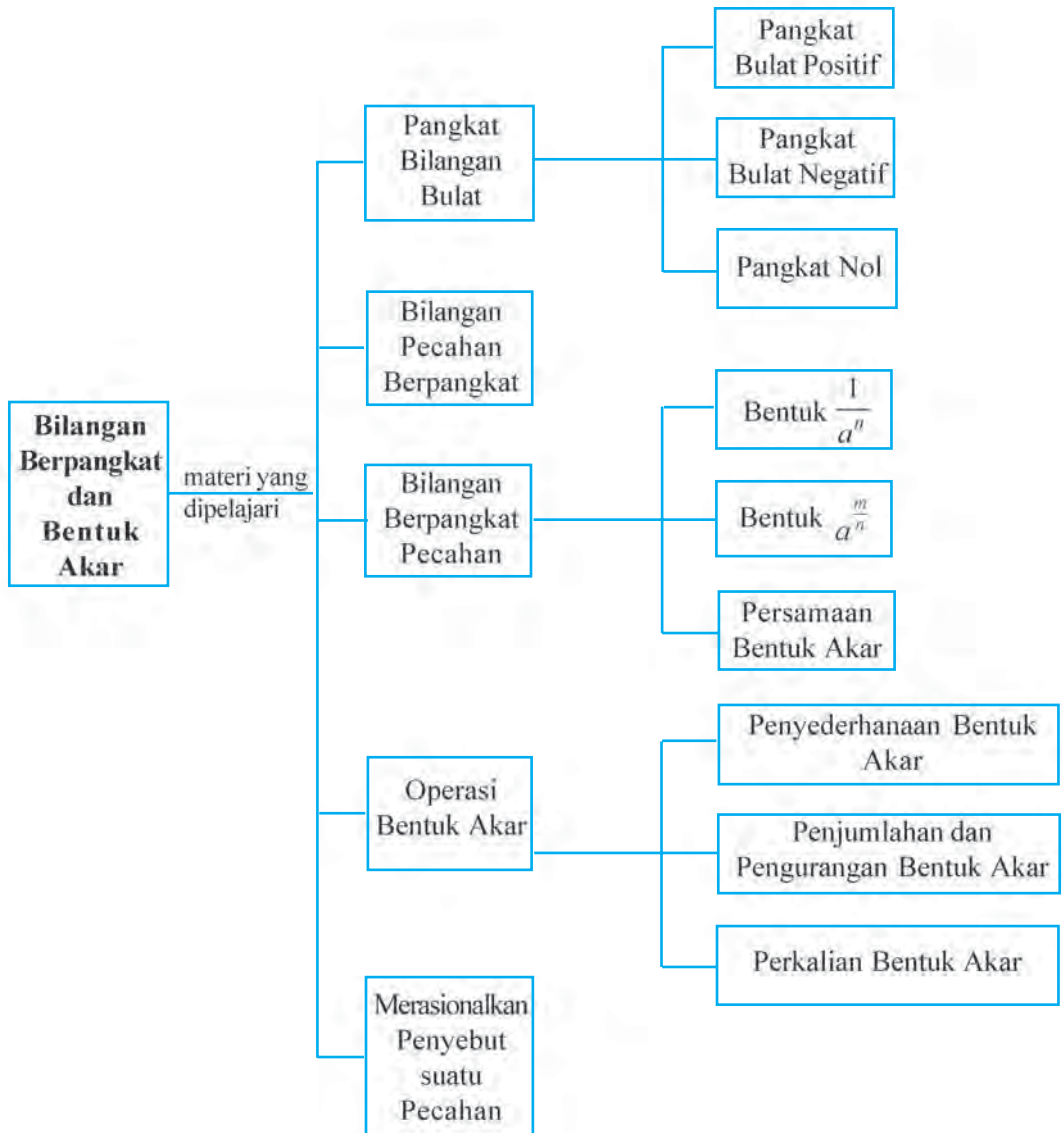 Bilangan
Berpangkat
dan
Bentuk
Akar
materi yang
dipelajari
Pangkat
Bilangan
Bulat
Pangkat
Bulat Positif
Pangkat
Bulat Negatif
Pangkat Nol
Bilangan
Pecahan
Berpangkat
Bilangan
Berpangkat
Pecahan
Bentuk $\frac{1}{a^n}$
Bentuk $a^{\frac{m}{n}}$
Persamaan
Bentuk Akar
Operasi
Bentuk Akar
Penyederhanaan Bentuk
Akar
Penjumlahan dan
Pengurangan Bentuk Akar
Perkalian Bentuk Akar
Merasionalkan
Penyebut
suatu
Pecahan